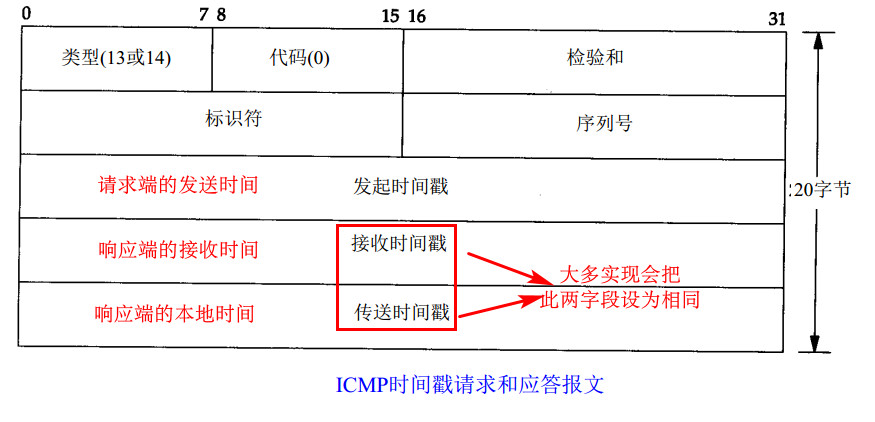 0 7 8 15 16 31
类型(13或14) 代码(0) 检验和
标识符 序列号
请求端的发送时间 发起时间戳 20字节
响应端的接收时间 接收时间戳
大多实现会把
此两字段设为相同
响应端的本地时间 传送时间戳
ICMP时间戳请求和应答报文